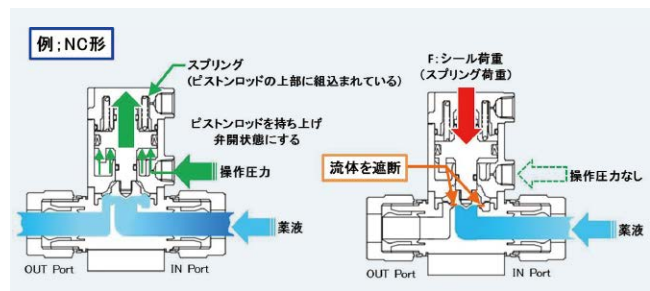 例；NC形
スプリング
（ピストンロッドの上部に組込まれている）
ピストンロッドを持ち上げ
弁開状態にする
操作圧力
薬液
OUT Port
IN Port
F：シール荷重
（スプリング荷重）
流体を遮断
操作圧力なし
薬液
OUT Port
IN Port